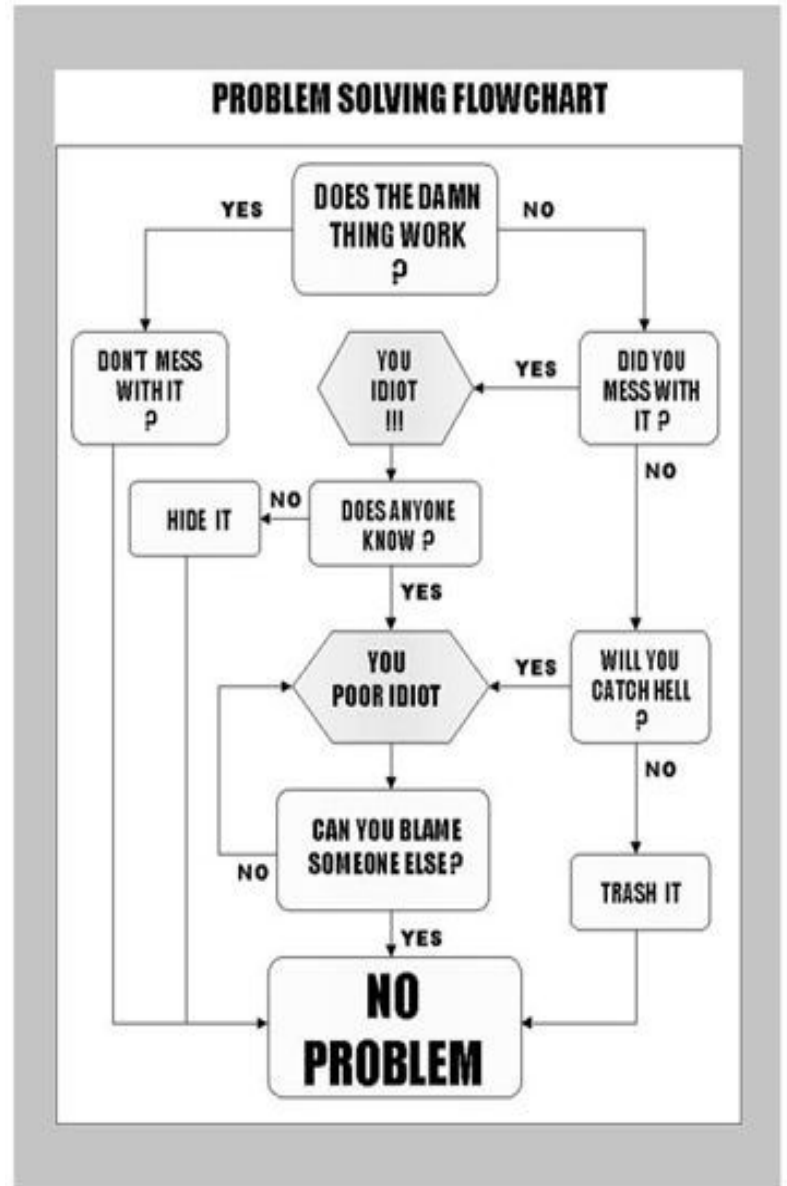 PROBLEM SOLVING FLOWCHART
DOES THE DAMN
THING WORK
?
YES
NO
DON'T MESS
WITH IT
?
YOU
IDIOT
!!!
YES
DID YOU
MESS WITH
IT ?
NO
HIDE IT
NO
DOES ANYONE
KNOW ?
YES
YOU
POOR IDIOT
YES
WILL YOU
CATCH HELL
?
NO
CAN YOU BLAME
SOMEONE ELSE?
NO
TRASH IT
YES
NO
PROBLEM